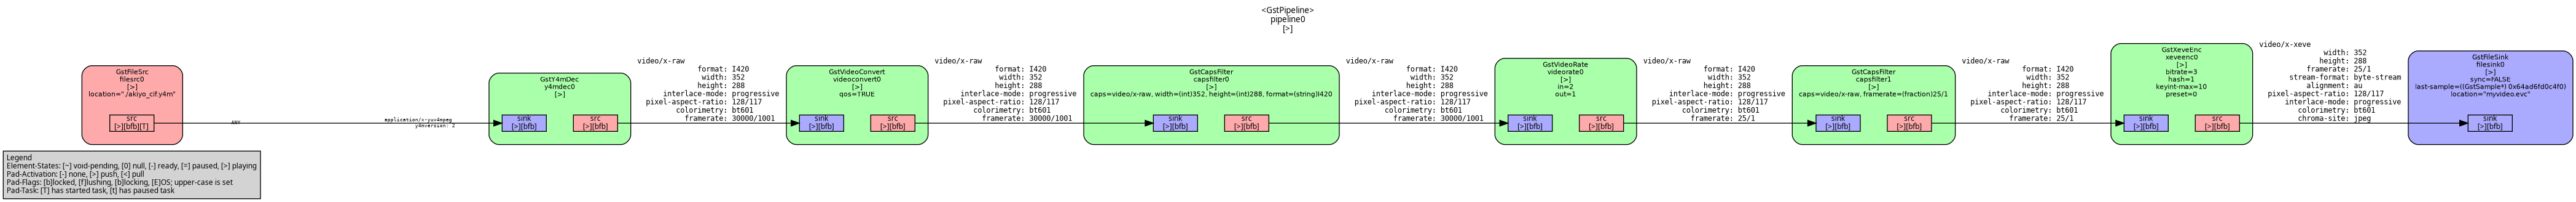 <GstPipeline>
pipeline0
[>]
GstFileSrc
filesrc0
[>]
location="./akiyo_cif.y4m"
src
[>][bfb][T]
ANY
application/x-yuv4mpeg
y4mversion: 2
GstY4mDec
y4mdec0
[>]
sink
[>][bfb]
src
[>][bfb]
video/x-raw
format: I420
width: 352
height: 288
interlace-mode: progressive
pixel-aspect-ratio: 128/117
colorimetry: bt601
framerate: 30000/1001
GstVideoConvert
videoconvert0
[>]
qos=TRUE
sink
[>][bfb]
src
[>][bfb]
video/x-raw
format: I420
width: 352
height: 288
interlace-mode: progressive
pixel-aspect-ratio: 128/117
colorimetry: bt601
framerate: 30000/1001
GstCapsFilter
capsfilter0
[>]
caps=video/x-raw, width=(int)352, height=(int)288, format=(string)I420
sink
[>][bfb]
src
[>][bfb]
video/x-raw
format: I420
width: 352
height: 288
interlace-mode: progressive
pixel-aspect-ratio: 128/117
colorimetry: bt601
framerate: 30000/1001
GstVideoRate
videorate0
[>]
in=2
out=1
sink
[>][bfb]
src
[>][bfb]
video/x-raw
format: I420
width: 352
height: 288
interlace-mode: progressive
pixel-aspect-ratio: 128/117
colorimetry: bt601
framerate: 25/1
GstCapsFilter
capsfilter1
[>]
caps=video/x-raw, framerate=(fraction)25/1
sink
[>][bfb]
src
[>][bfb]
video/x-raw
format: I420
width: 352
height: 288
interlace-mode: progressive
pixel-aspect-ratio: 128/117
colorimetry: bt601
framerate: 25/1
GstXeveEnc
xeveenc0
[>]
bitrate=3
hash=1
keyint-max=10
preset=0
sink
[>][bfb]
src
[>][bfb]
video/x-xeve
width: 352
height: 288
framerate: 25/1
stream-format: byte-stream
alignment: au
pixel-aspect-ratio: 128/117
interlace-mode: progressive
colorimetry: bt601
chroma-site: jpeg
GstFileSink
filesink0
[>]
sync=FALSE
last-sample=((GstSample*) 0x64ad6fd0c4f0)
location="myvideo.evc"
sink
[>][bfb]
Legend
Element-States: [~] void-pending, [0] null, [-] ready, [=] paused, [>] playing
Pad-Activation: [-] none, [>] push, [<] pull
Pad-Flags: [b]locked, [f]lushing, [b]locking, [E]OS; upper-case is set
Pad-Task: [T] has started task, [t] has paused task